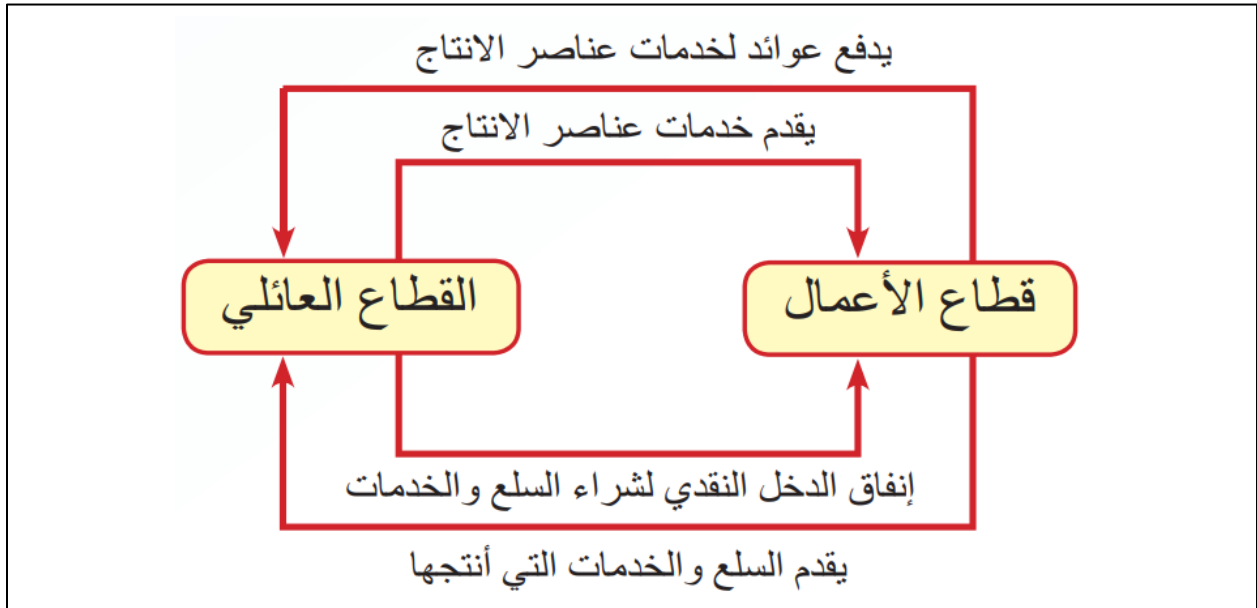 يدفع عوائد لخدمات عناصر الانتاج
يقدم خدمات عناصر الانتاج
قطاع الأعمال
القطاع العائلي
إنفاق الدخل النقدي لشراء السلع والخدمات
يقدم السلع والخدمات التي أنتجها